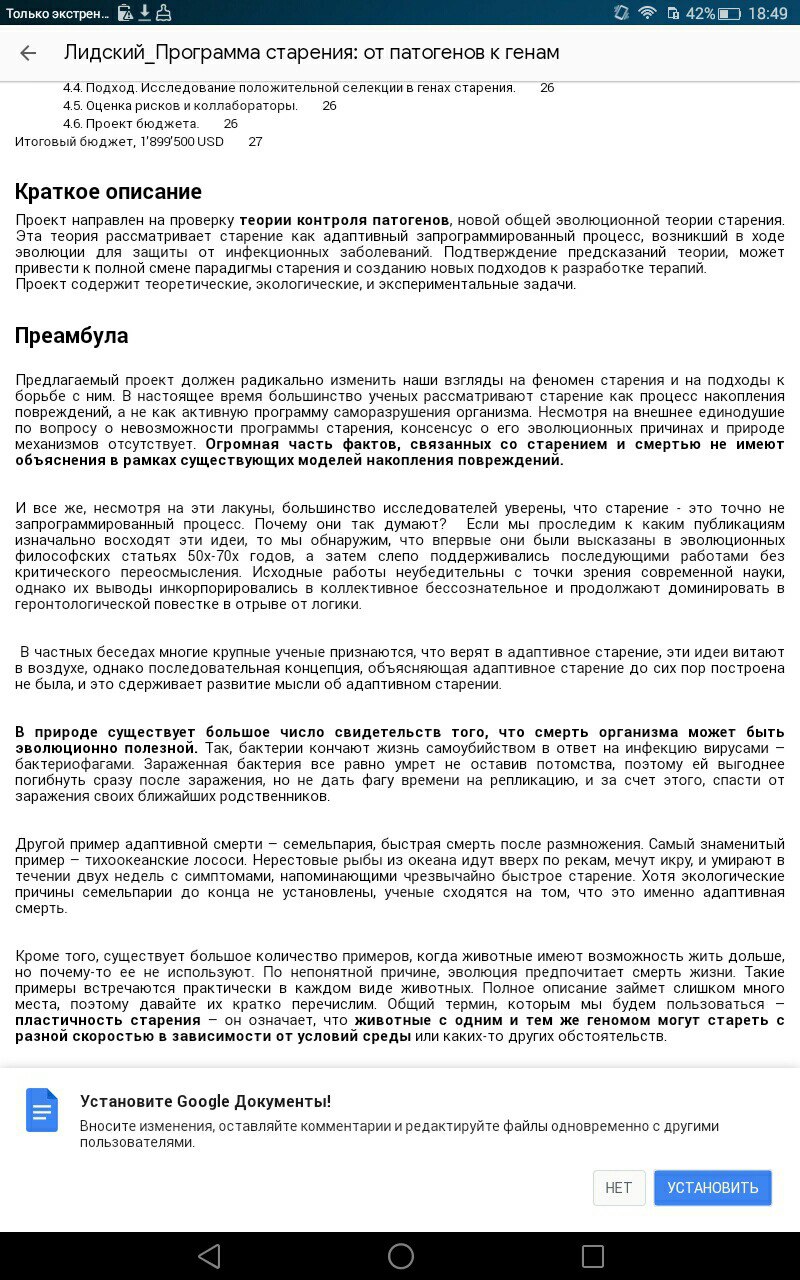 Только экстрен... 42% 18:49
Лидский_Программа старения: от патогенов к генам
4.4. Подход. Исследование положительной селекции в генах старения. 26
4.5. Оценка рисков и коллабораторы. 26
4.6. Проект бюджета. 26
Итоговый бюджет, 1'899'500 USD 27
Краткое описание
Проект направлен на проверку теории контроля патогенов, новой общей эволюционной теории старения.
Эта теория рассматривает старение как адаптивный запрограммированный процесс, возникший в ходе
эволюции для защиты от инфекционных заболеваний. Подтверждение предсказаний теории, может
привести к полной смене парадигмы старения и созданию новых подходов к разработке терапий.
Проект содержит теоретические, экологические, и экспериментальные задачи.
Преамбула
Предлагаемый проект должен радикально изменить наши взгляды на феномен старения и на подходы к
борьбе с ним. В настоящее время большинство ученых рассматривают старение как процесс накопления
повреждений, а не как активную программу саморазрушения организма. Несмотря на внешнее единодушие
по вопросу о невозможности программы старения, консенсус о его эволюционных причинах и природе
механизмов отсутствует. Огромная часть фактов, связанных со старением и смертью не имеют
объяснения в рамках существующих моделей накопления повреждений.
И все же, несмотря на эти лакуны, большинство исследователей уверены, что старение - это точно не
запрограммированный процесс. Почему они так думают? Если мы проследим к каким публикациям
изначально восходят эти идеи, то мы обнаружим, что впервые они были высказаны в эволюционных
философских статьях 50х-70х годов, а затем слепо поддерживались последующими работами без
критического переосмысления. Исходные работы неубедительны с точки зрения современной науки,
однако их выводы инкорпорировались в коллективное бессознательное и продолжают доминировать в
геронтологической повестке в отрыве от логики.
В частных беседах многие крупные ученые признаются, что верят в адаптивное старение, эти идеи витают
в воздухе, однако последовательная концепция, объясняющая адаптивное старение до сих пор построена
не была, и это сдерживает развитие мысли об адаптивном старении.
В природе существует большое число свидетельств того, что смерть организма может быть
эволюционно полезной. Так, бактерии кончают жизнь самоубийством в ответ на инфекцию вирусами –
бактериофагами. Зараженная бактерия все равно умрет не оставив потомства, поэтому ей выгоднее
погибнуть сразу после заражения, но не дать фагу времени на репликацию, и за счет этого, спасти от
заражения своих ближайших родственников.
Другой пример адаптивной смерти – семельпария, быстрая смерть после размножения. Самый знаменитый
пример – тихоокеанские лососи. Нерестовые рыбы из океана идут вверх по рекам, мечут икру, и умирают в
течении двух недель с симптомами, напоминающими чрезвычайно быстрое старение. Хотя экологические
причины семельпарии до конца не установлены, ученые сходятся на том, что это именно адаптивная
смерть.
Кроме того, существует большое количество примеров, когда животные имеют возможность жить дольше,
но почему-то ее не используют. По непонятной причине, эволюция предпочитает смерть жизни. Такие
примеры встречаются практически в каждом виде животных. Полное описание займет слишком много
места, поэтому давайте их кратко перечислим. Общий термин, которым мы будем пользоваться –
пластичность старения – он означает, что животные с одним и тем же геномом могут стареть с
разной скоростью в зависимости от условий среды или каких-то других обстоятельств.
Установите Google Документы!
Вносите изменения, оставляйте комментарии и редактируйте файлы одновременно с другими
пользователями.
НЕТ УСТАНОВИТЬ